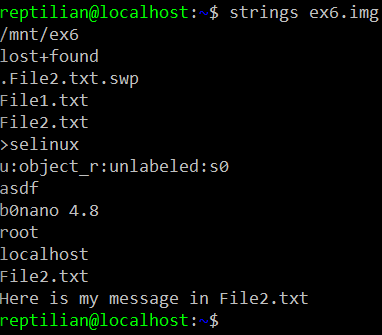 reptilian@localhost:~$ strings ex6.img
/mnt/ex6
lost+found
.File2.txt.swp
File1.txt
File2.txt
>selinux
u:object_r:unlabeled:s0
asdf
b0nano 4.8
root
localhost
File2.txt
Here is my message in File2.txt
reptilian@localhost:~$